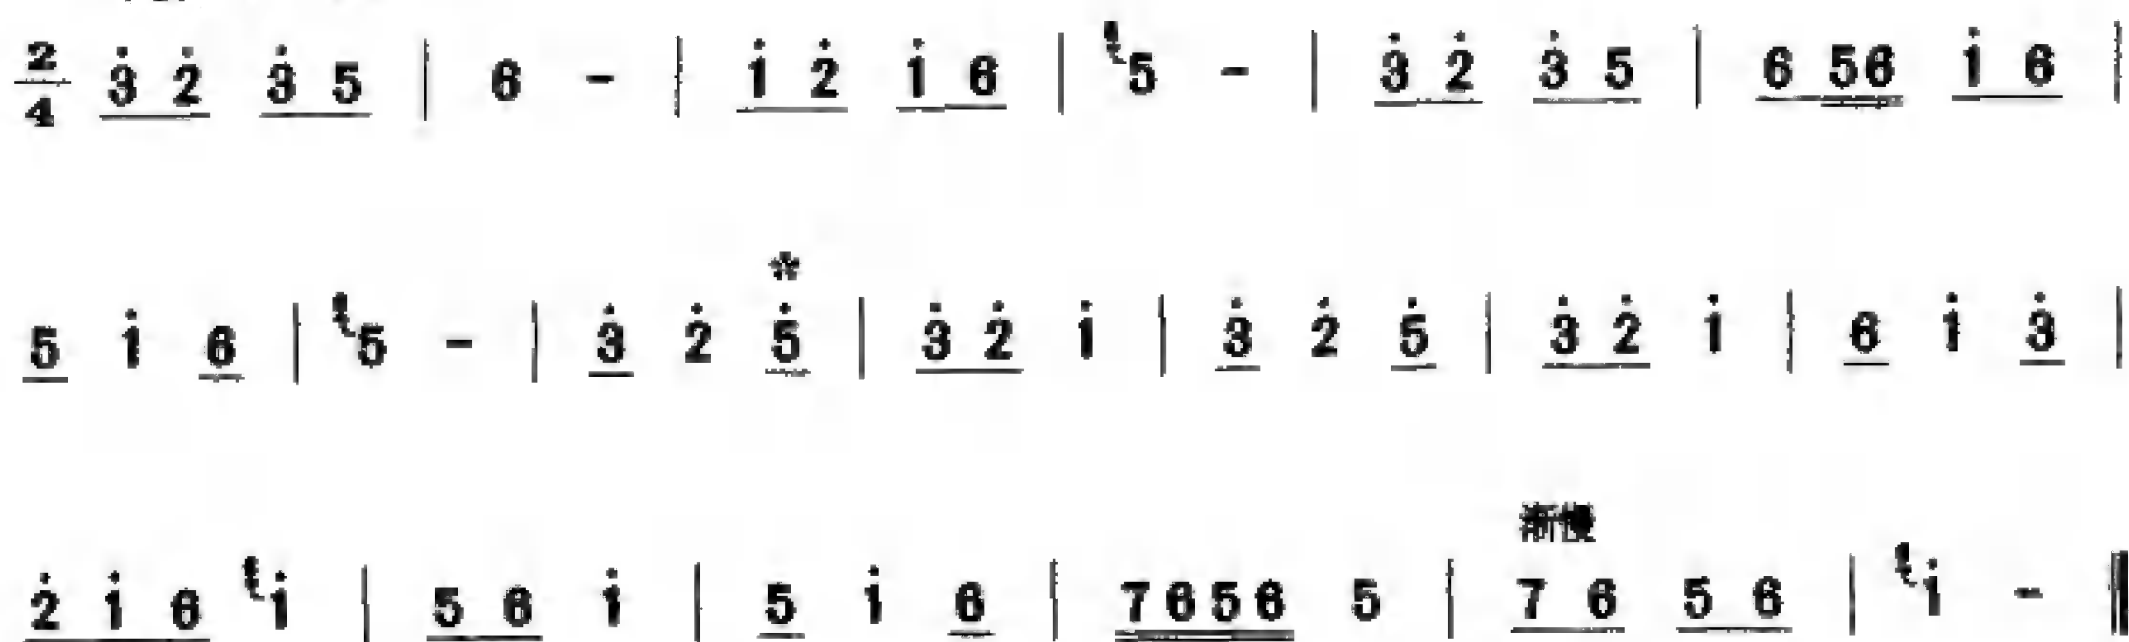 2/4 3̇ 2̇ 3̇ 5 | 6 - | 1̇ 2̇ 1̇ 6 | 5 - | 3̇ 2̇ 3̇ 5 | 6 56 1̇ 6 |
*
5 1̇ 6 | 5 - | 3̇ 2̇ 5̇ | 3̇ 2̇ 1̇ | 3̇ 2̇ 5̇ | 3̇ 2̇ 1̇ | 6 1̇ 3̇ |
渐慢
2̇ 1̇ 6 1̇ | 5 6 1̇ | 5 1̇ 6 | 7656 5 | 7 6 5 6 | 1̇ - ‖